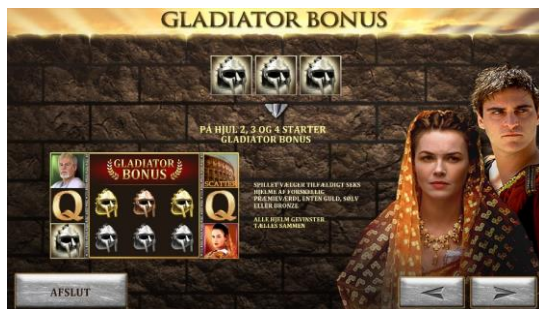 GLADIATOR BONUS
PÅ HJUL 2, 3 OG 4 STARTER
GLADIATOR BONUS
GLADIATOR
BONUS
SCATTER
Q
Q
SPILLET VÆLGER TILFÆLDIGT SEKS
HJELME AF FORSKELLIG
PRÆMIEVÆRDI, ENTEN GULD, SØLV
ELLER BRONZE.
ALLE HJELM GEVINSTER
TÆLLES SAMMEN
AFSLUT